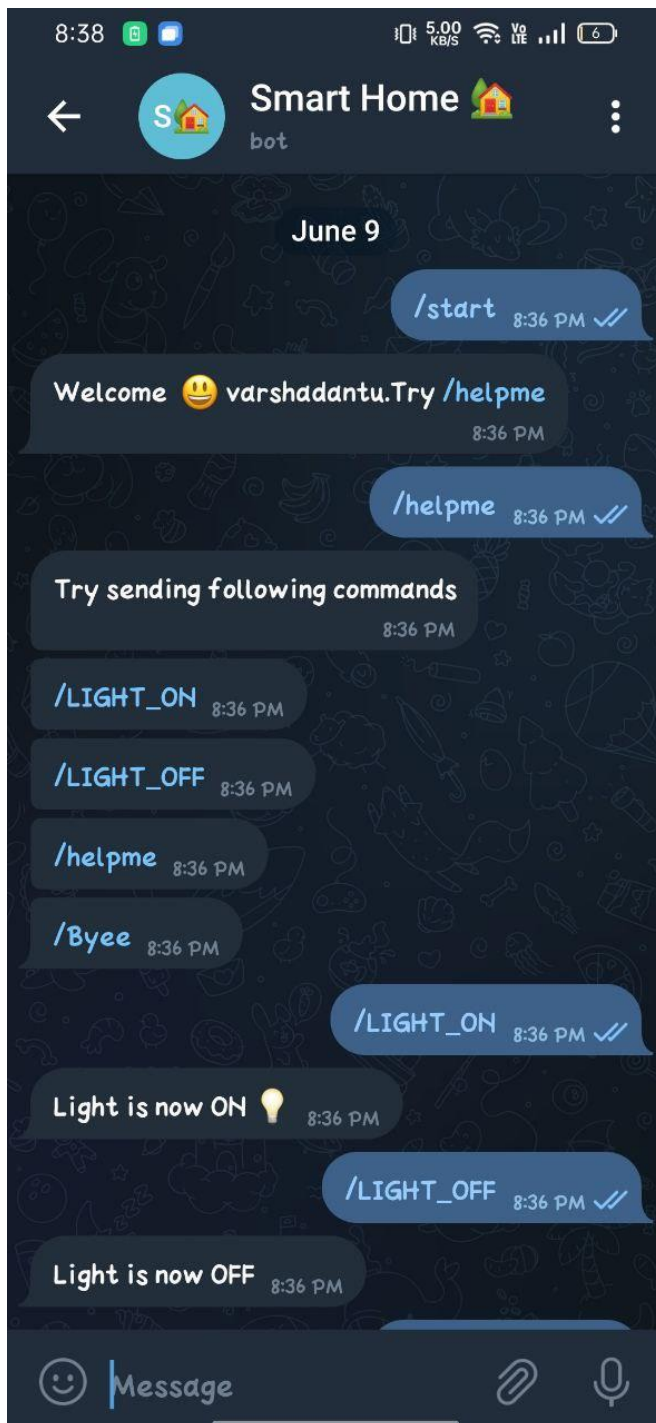 8:38 5.00 KB/S Vo LTE 6
S🏡 Smart Home 🏡
bot
June 9
/start 8:36 PM
Welcome 😃 varshadantu.Try /helpme
8:36 PM
/helpme 8:36 PM
Try sending following commands
8:36 PM
/LIGHT_ON 8:36 PM
/LIGHT_OFF 8:36 PM
/helpme 8:36 PM
/Byee 8:36 PM
/LIGHT_ON 8:36 PM
Light is now ON 💡 8:36 PM
/LIGHT_OFF 8:36 PM
Light is now OFF 8:36 PM
Message